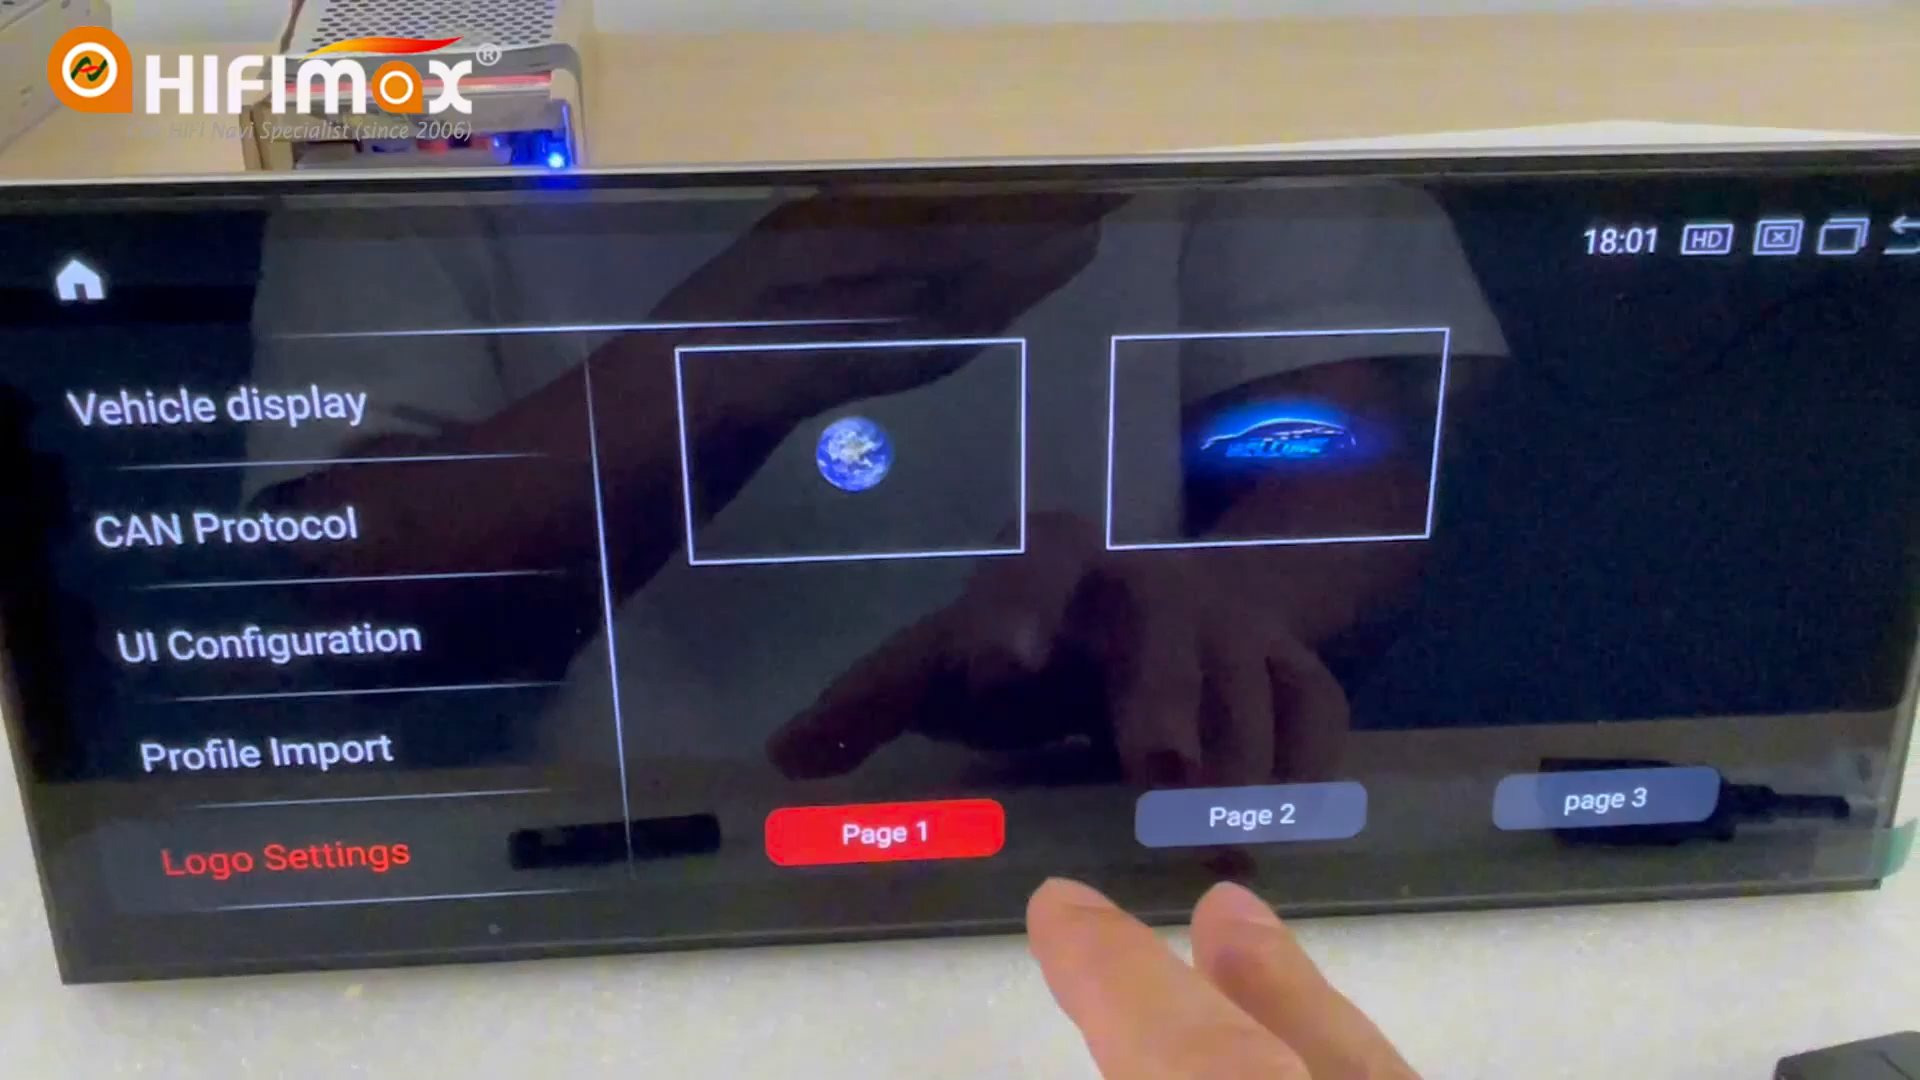 HIFIMAX®
Car HiFi Navi Specialist (since 2006)
18:01 HD
Vehicle display
CAN Protocol
UI Configuration
Profile Import
Logo Settings
WELCOME
Page 1
Page 2
page 3